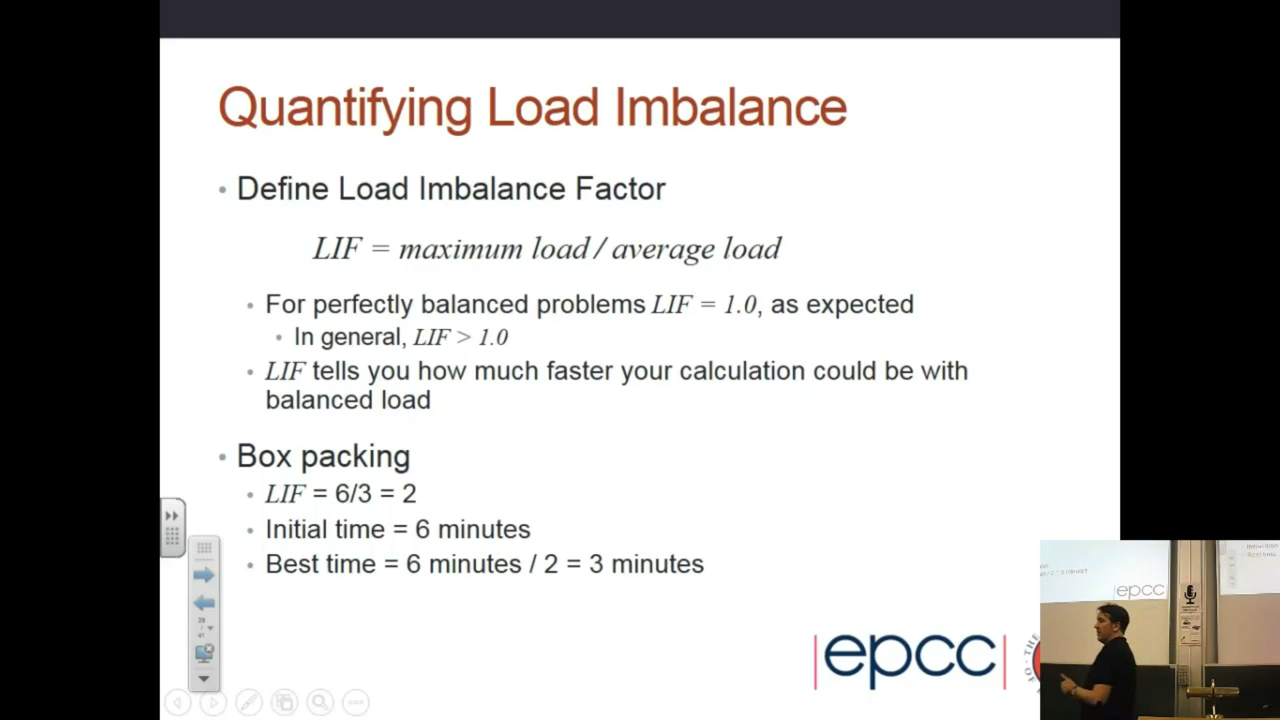 Quantifying Load Imbalance
• Define Load Imbalance Factor
LIF = maximum load / average load
• For perfectly balanced problems LIF = 1.0, as expected
• In general, LIF > 1.0
• LIF tells you how much faster your calculation could be with
balanced load
• Box packing
• LIF = 6/3 = 2
• Initial time = 6 minutes
• Best time = 6 minutes / 2 = 3 minutes
epcc
epcc